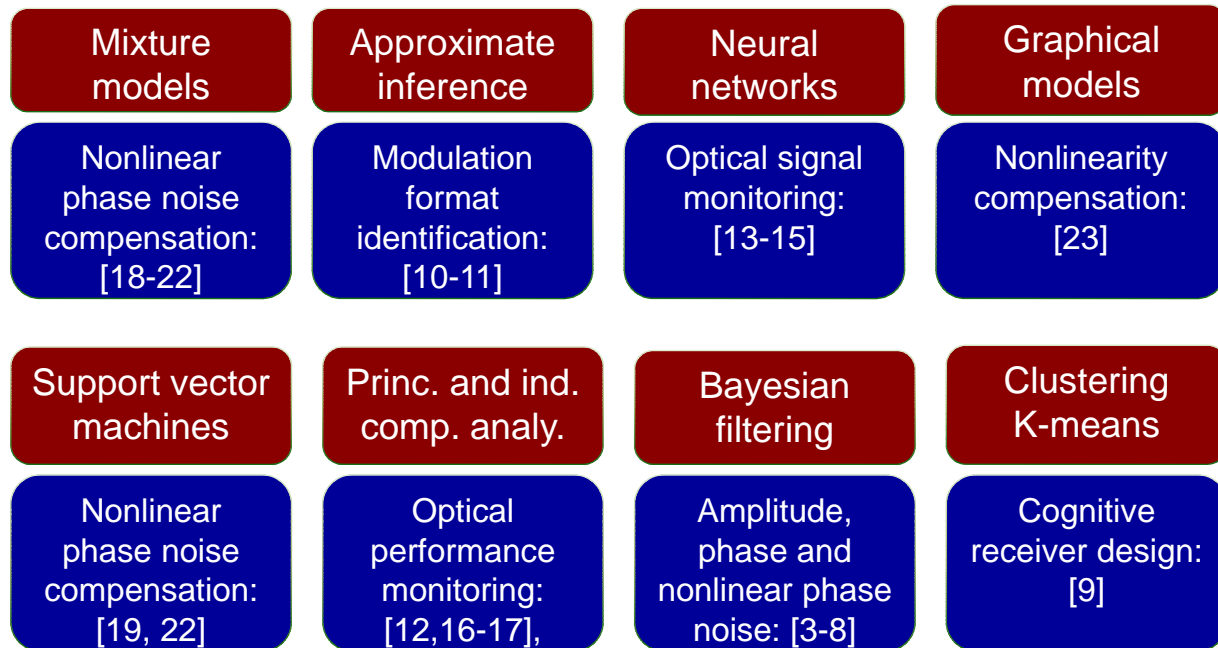 Mixture
models
Approximate
inference
Neural
networks
Graphical
models
Nonlinear
phase noise
compensation:
[18-22]
Modulation
format
identification:
[10-11]
Optical signal
monitoring:
[13-15]
Nonlinearity
compensation:
[23]
Support vector
machines
Princ. and ind.
comp. analy.
Bayesian
filtering
Clustering
K-means
Nonlinear
phase noise
compensation:
[19, 22]
Optical
performance
monitoring:
[12,16-17],
Amplitude,
phase and
nonlinear phase
noise: [3-8]
Cognitive
receiver design:
[9]